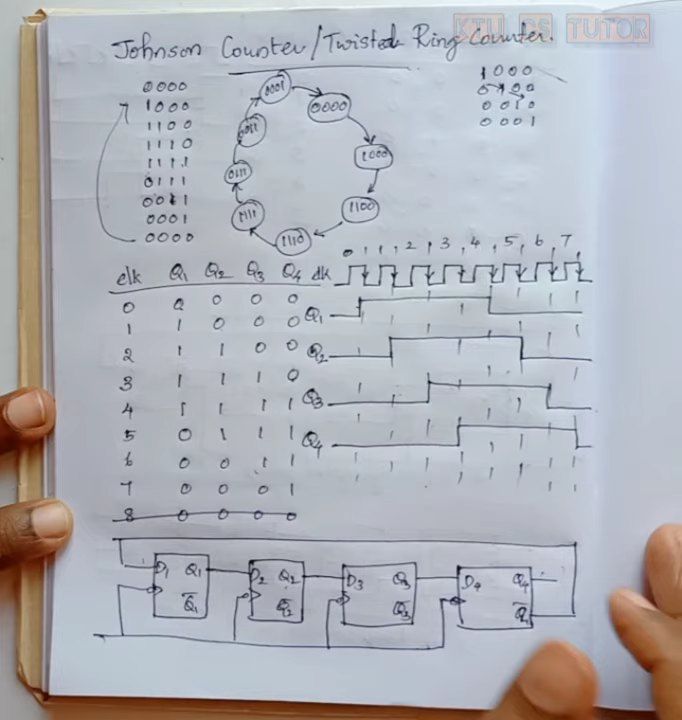 KTU CS TUTOR
Johnson Counter/Twisted Ring Counter.
0000
1000
1100
1110
1111
0111
0011
0001
0000
0001
0000
1000
1100
1110
1111
0111
0011
1000
0100
0010
0001
clk Q1 Q2 Q3 Q4
0 0 0 0 0
1 1 0 0 0
2 1 1 0 0
3 1 1 1 0
4 1 1 1 1
5 0 1 1 1
6 0 0 1 1
7 0 0 0 1
8 0 0 0 0
0 1 2 3 4 5 6 7
clk
Q1
Q2
Q3
Q4
D1 Q1 D2 Q2 D3 Q3 D4 Q4
Q̅1 Q̅2 Q̅3 Q̅4